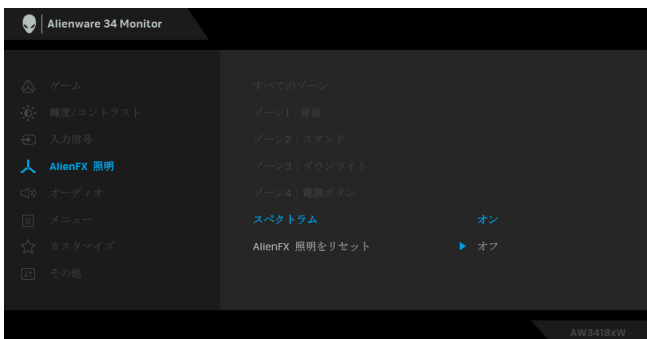 Alienware 34 Monitor
ゲーム
輝度/コントラスト
入力信号
AlienFX 照明
オーディオ
メニュー
カスタマイズ
その他
すべてのゾーン
ゾーン1：背後
ゾーン2：スタンド
ゾーン3：ダウンライト
ゾーン4：電源ボタン
スペクトラム オン
AlienFX 照明をリセット オフ
AW3418xW